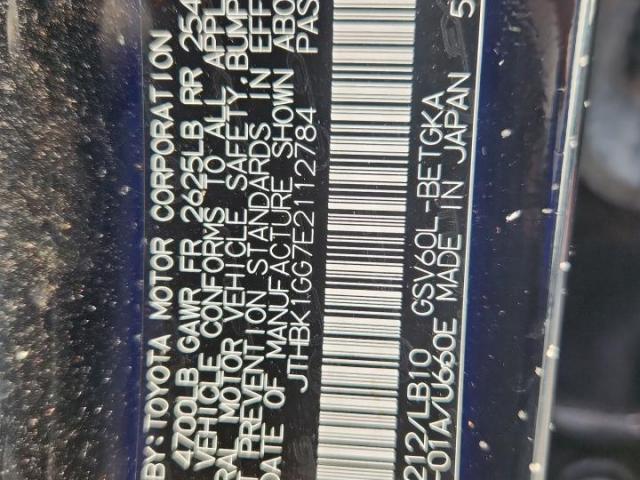 BY: TOYOTA MOTOR CORPORATION
4700LB GAWR FR 2625LB RR 254
VEHICLE CONFORMS TO ALL APPL
RAL MOTOR VEHICLE SAFETY, BUMP
T PREVENTION STANDARDS IN EFF
DATE OF MANUFACTURE SHOWN ABO
JTHBK1GG7E2112784 PAS
212/LB10 GSV60L-BETGKA
-01A/U660E MADE IN JAPAN 5